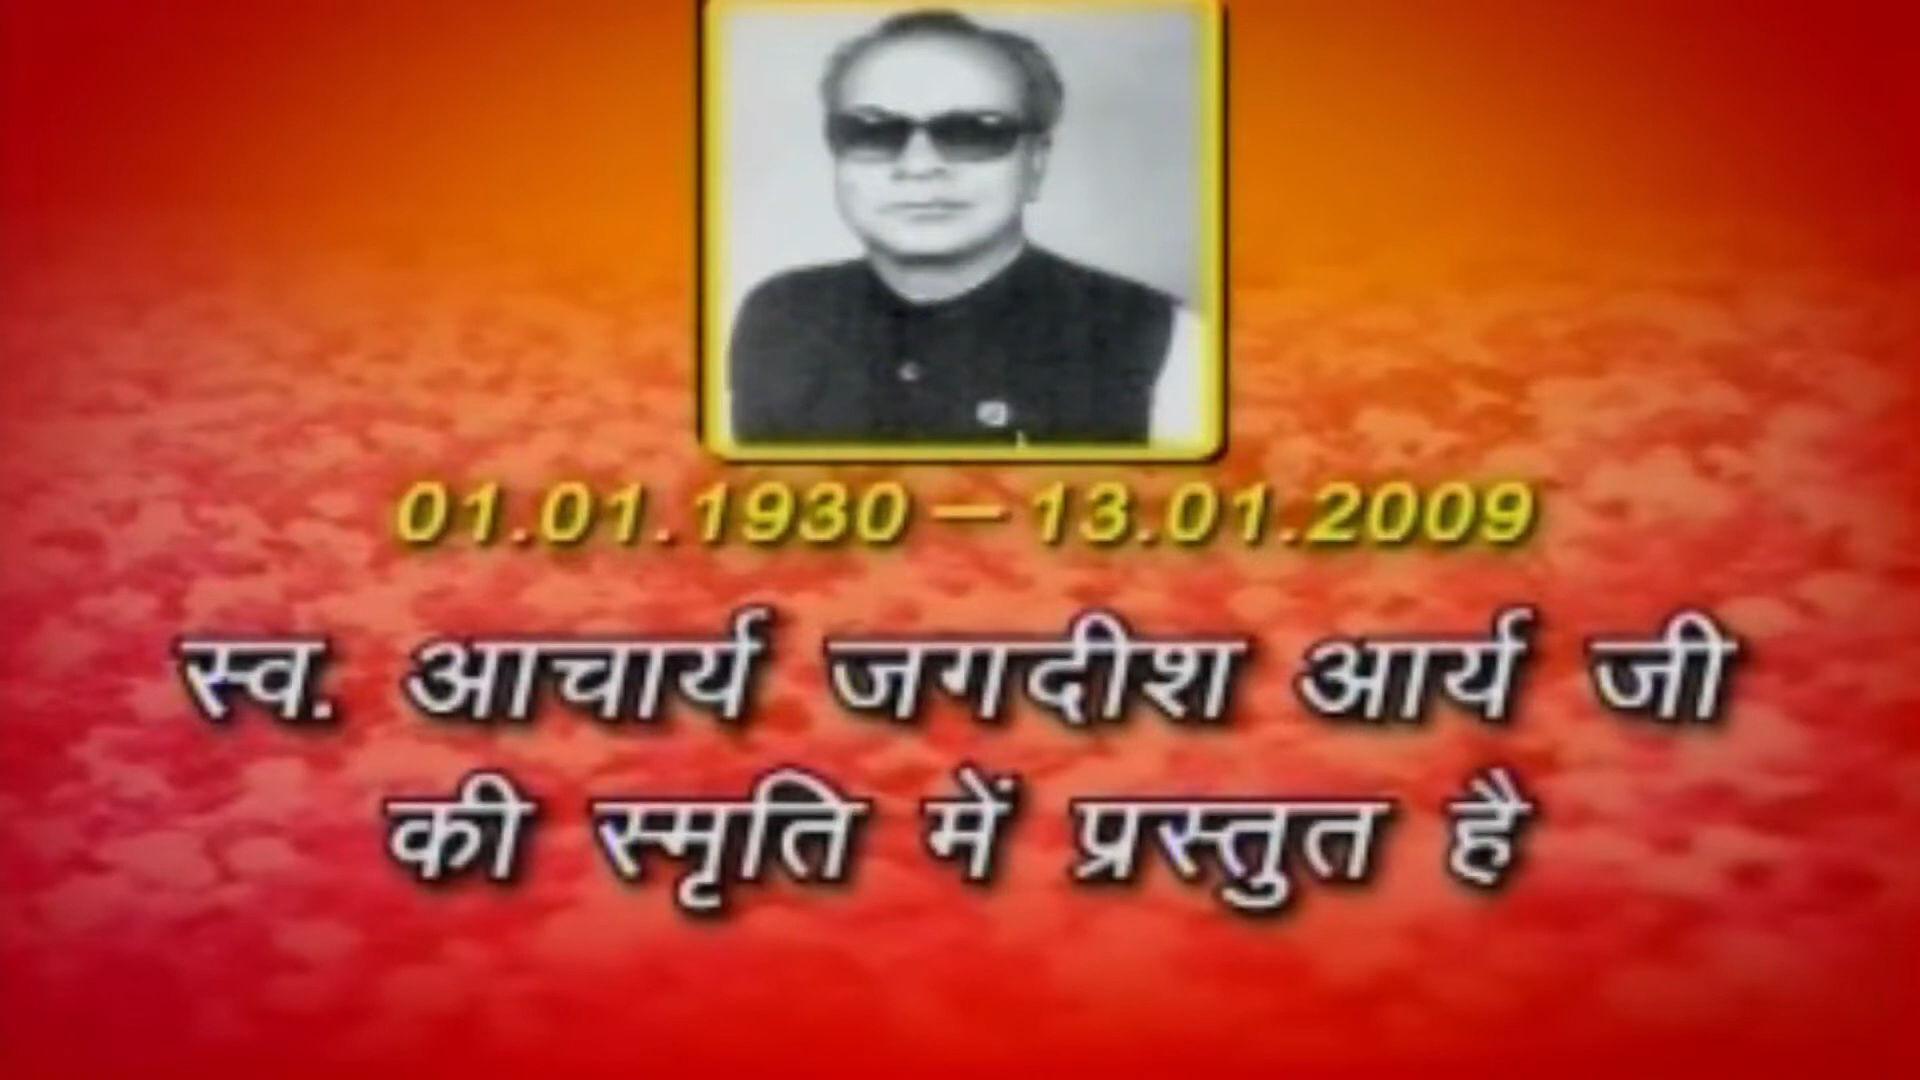 01.01.1930 – 13.01.2009
स्व. आचार्य जगदीश आर्य जी
की स्मृति में प्रस्तुत है